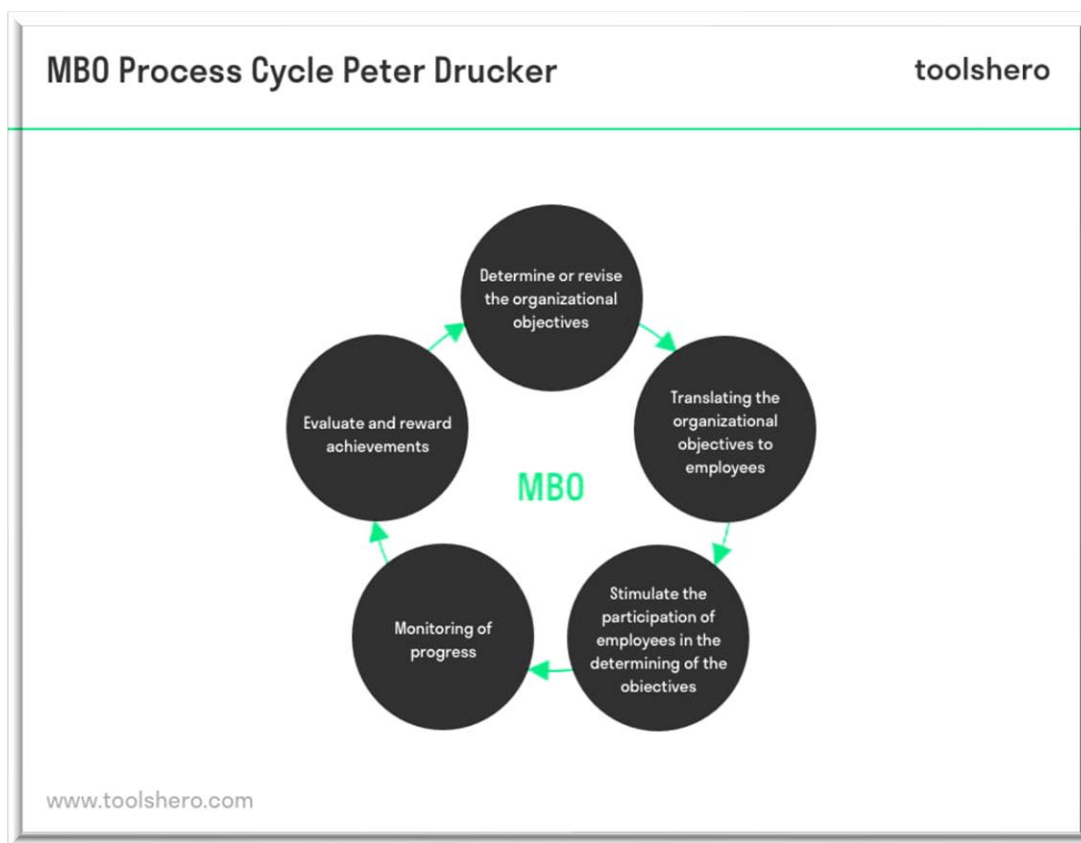 MBO Process Cycle Peter Drucker
toolshero
Determine or revise
the organizational
objectives
Translating the
organizational
objectives to
employees
Stimulate the
participation of
employees in the
determining of the
objectives
Monitoring of
progress
Evaluate and reward
achievements
MBO
www.toolshero.com